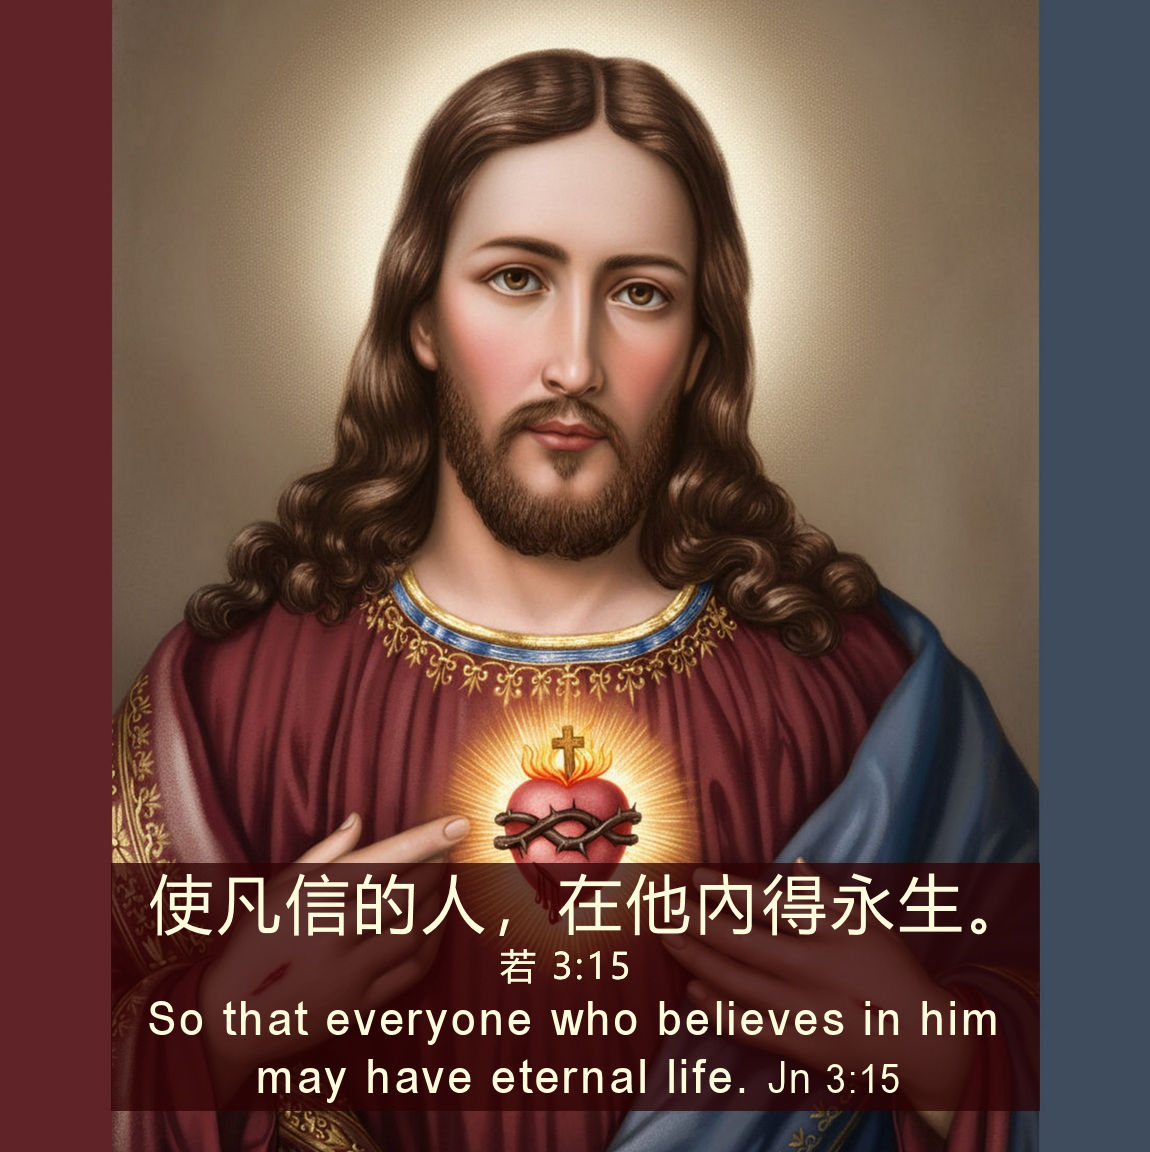 使凡信的人，在他內得永生。
若 3:15
So that everyone who believes in him
may have eternal life. Jn 3:15